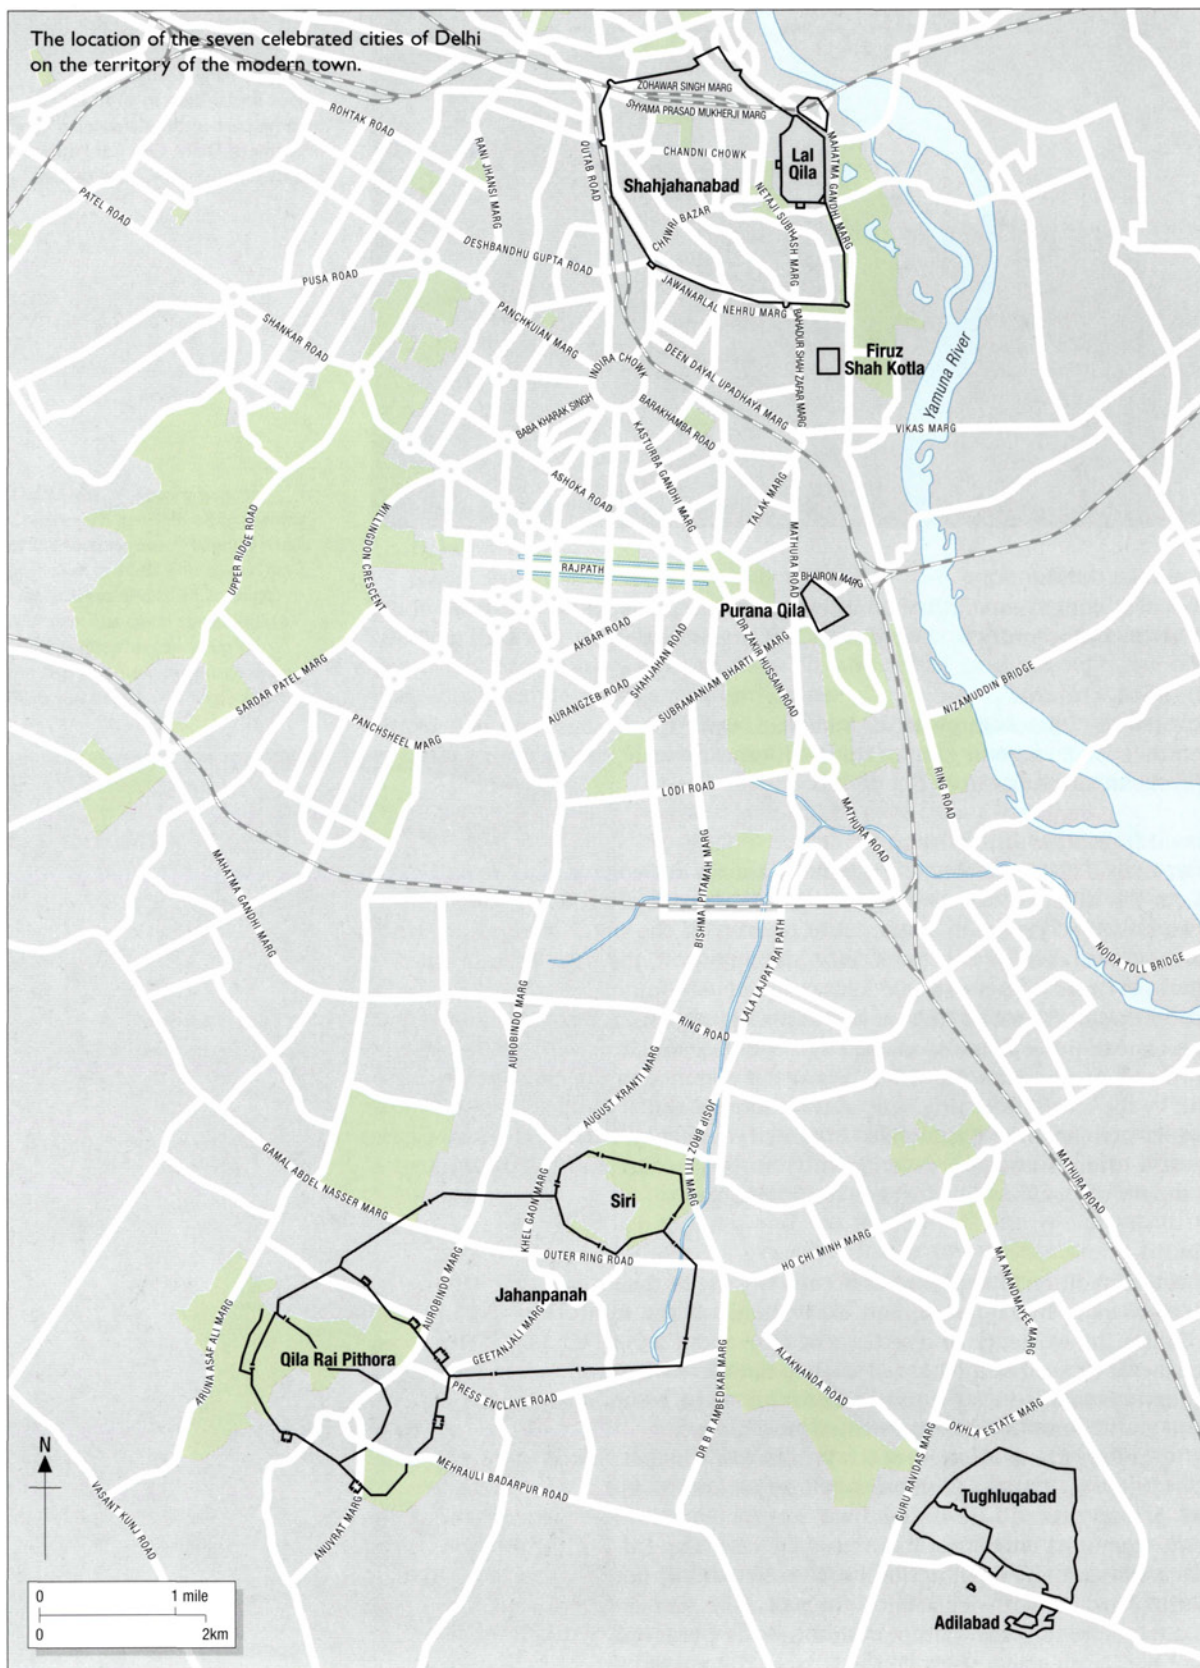 The location of the seven celebrated cities of Delhi
on the territory of the modern town.
ZOHAWAR SINGH MARG
SHYAMA PRASAD MUKHERJI MARG
ROHTAK ROAD
RANI JHANSI MARG
QUTAB ROAD
CHANDNI CHOWK
Lal
Qila
MAHATMA GANDHI MARG
Shahjahanabad
PATEL ROAD
NETAJI SUBHASH MARG
CHAWRI BAZAR
DESHBANDHU GUPTA ROAD
PUSA ROAD
JAWANARLAL NEHRU MARG
PANCHKUIAN MARG
SHANKAR ROAD
BAHADUR SHAH ZAFAR MARG
Firuz
Shah Kotla
Yamuna River
INDIRA CHOWK
DEEN DAYAL UPADHAYA MARG
BABA KHARAK SINGH
BARAKHAMBA ROAD
VIKAS MARG
KASTURBA GANDHI MARG
ASHOKA ROAD
TALAK MARG
WILLINGDON CRESCENT
UPPER RIDGE ROAD
MATHURA ROAD
RAJPATH
BHAIRON MARG
Purana Qila
DR ZAKIR HUSSAIN ROAD
AKBAR ROAD
SHAHJAHAN ROAD
SUBRAMANIAM BHARTI MARG
SARDAR PATEL MARG
AURANGZEB ROAD
NIZAMUDDIN BRIDGE
PANCHSHEEL MARG
LODI ROAD
RING ROAD
MATHURA ROAD
MAHATMA GANDHI MARG
BISHMA PITAMAH MARG
LALA LAJPAT RAI PATH
NOIDA TOLL BRIDGE
AUROBINDO MARG
RING ROAD
AUGUST KRANTI MARG
JOSIP BROZ TITI MARG
GAMAL ABDEL NASSER MARG
KHEL GAON MARG
Siri
MATHURA ROAD
OUTER RING ROAD
HO CHI MINH MARG
AUROBINDO MARG
Jahanpanah
MA ANANDMAYEE MARG
ARUNA ASAF ALI MARG
GEETANJALI MARG
Qila Rai Pithora
ALAKNANDA ROAD
PRESS ENCLAVE ROAD
DR B R AMBEDKAR MARG
OKHLA ESTATE MARG
GURU RAVIDAS MARG
N
MEHRAULI BADARPUR ROAD
VASANT KUNJ ROAD
ANUVRAT MARG
Tughluqabad
Adilabad
0 1 mile
0 2km